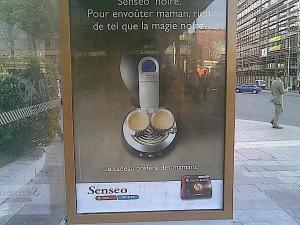 Senseo noire.
Pour envoûter maman, rien
de tel que la magie noire.
Le cadeau préféré des mamans.
Senseo